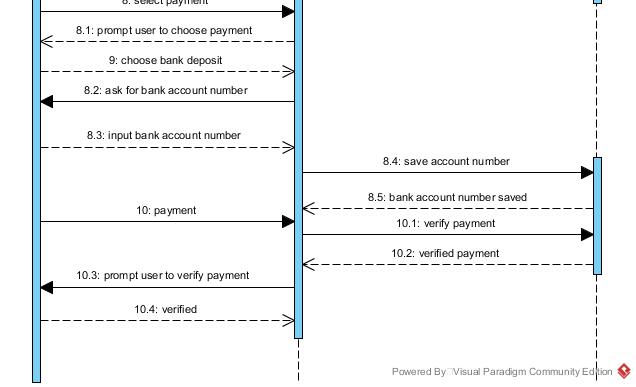 8: select payment
8.1: prompt user to choose payment
9: choose bank deposit
8.2: ask for bank account number
8.3: input bank account number
8.4: save account number
8.5: bank account number saved
10: payment
10.1: verify payment
10.2: verified payment
10.3: prompt user to verify payment
10.4: verified
Powered By Visual Paradigm Community Edition